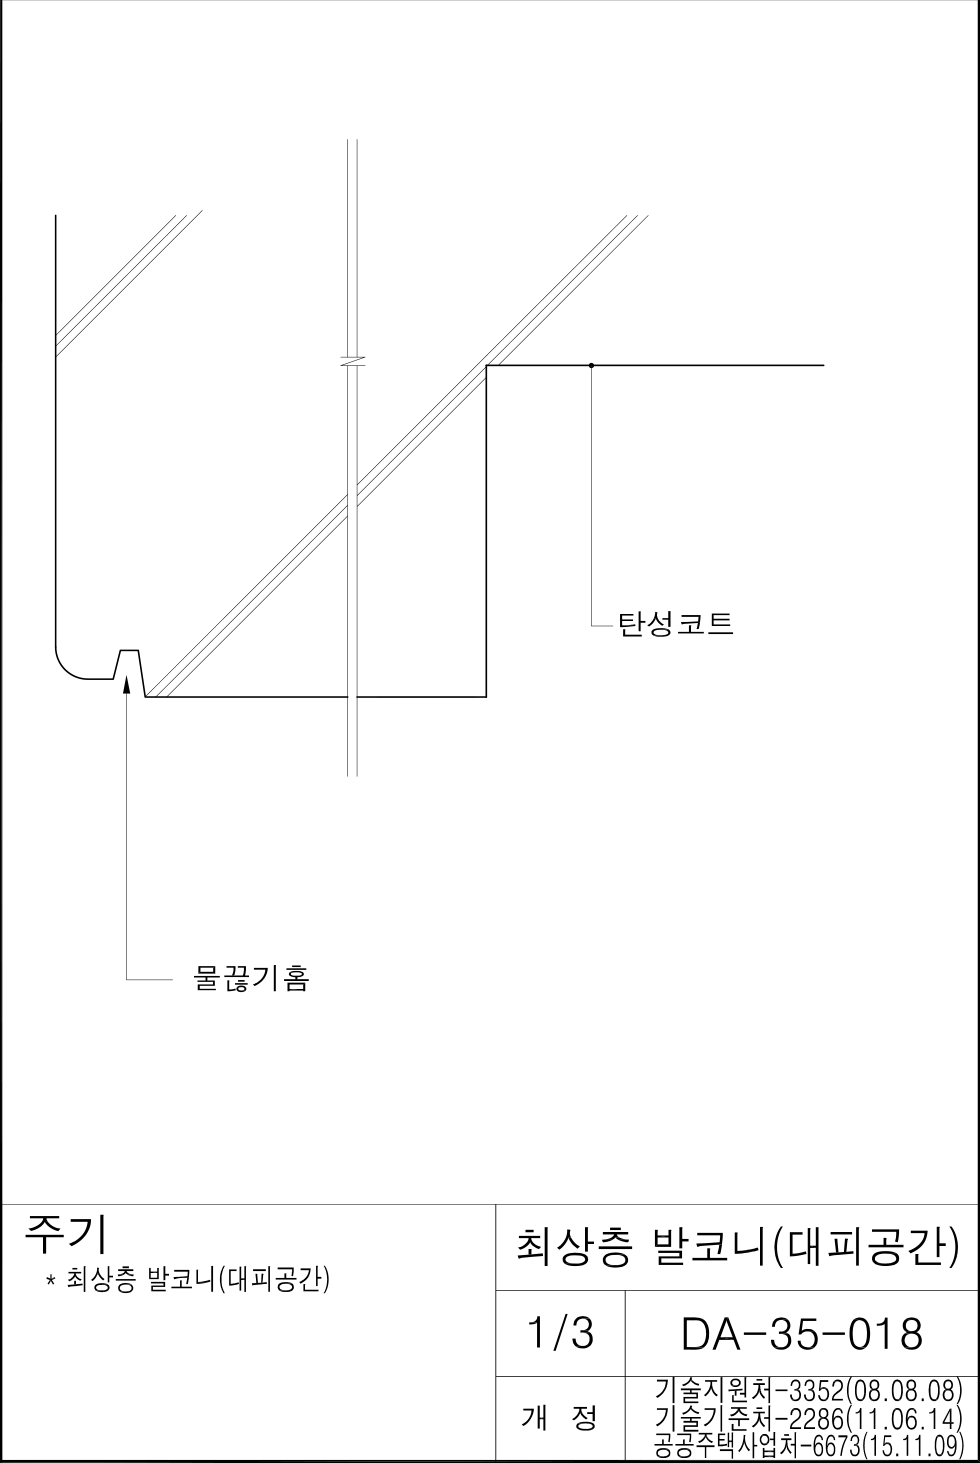 탄성코트
물끊기홈
주기
* 최상층 발코니(대피공간)
최상층 발코니(대피공간)
1/3
DA-35-018
개 정
기술지원처-3352(08.08.08)
기술기준처-2286(11.06.14)
공공주택사업처-6673(15.11.09)